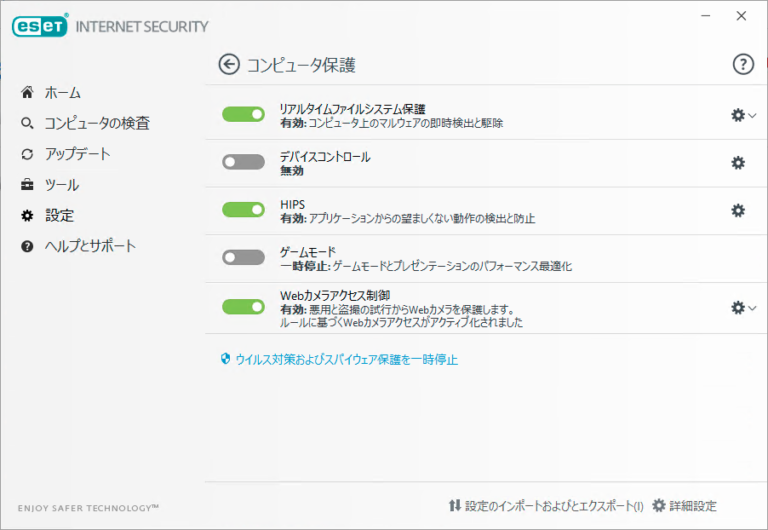 eseT INTERNET SECURITY
コンピュータ保護
ホーム
コンピュータの検査
アップデート
ツール
設定
ヘルプとサポート
リアルタイムファイルシステム保護
有効: コンピュータ上のマルウェアの即時検出と駆除
デバイスコントロール
無効
HIPS
有効: アプリケーションからの望ましくない動作の検出と防止
ゲームモード
一時停止: ゲームモードとプレゼンテーションのパフォーマンス最適化
Webカメラアクセス制御
有効: 悪用と盗撮の試行からWebカメラを保護します。
ルールに基づくWebカメラアクセスがアクティブ化されました
ウイルス対策およびスパイウェア保護を一時停止
ENJOY SAFER TECHNOLOGY™
設定のインポートおよびとエクスポート(I) 詳細設定